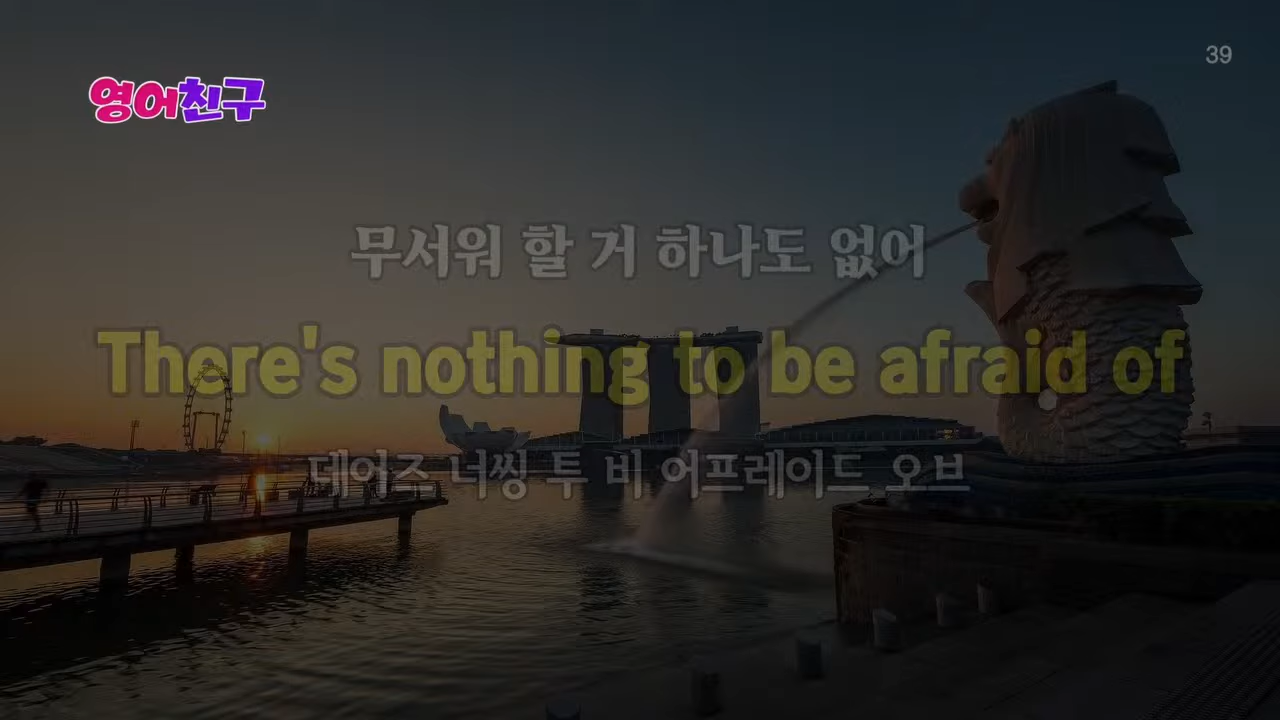 39
영어친구
무서워 할 거 하나도 없어
There's nothing to be afraid of
데어즈 너씽 투 비 어프레이드 오브